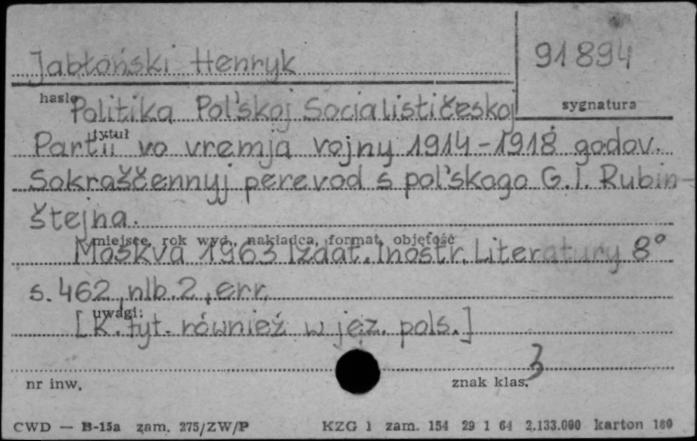 Jabłoński Henryk
91894
hasło
sygnatura
Politika Pol'skoj Socialističeskoj
tytuł
Partii vo vremja vojny 1914-1918 godov.
Sokraščennyj perevod s pol'skogo G.I. Rubin-
štejna.
miejsce, rok wyd., nakładca, format, objętość
Moskva 1963 Izdat. Inostr. Literatury 8°
s. 462, nlb. 2, err.
uwagi:
[K. tyt. również w jęz. pols.]
nr inw.
znak klas.
3
CWD — B-15a zam. 275/ZW/P
KZG 1 zam. 154 29 1 64 2.133.000 karton 180